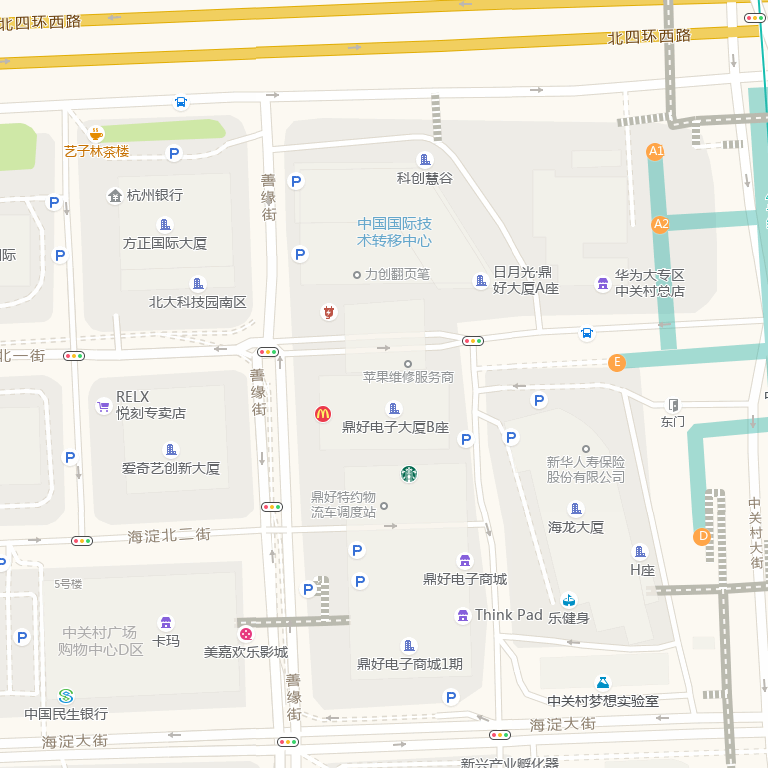 北四环西路
北四环西路
艺子林茶楼
P
A1
科创慧谷
P
善缘街
杭州银行
P
A2
中国国际技
术转移中心
方正国际大厦
P
P
际
力创翻页笔
日月光·鼎
好大厦A座
华为大专区
中关村总店
北大科技园南区
北一街
E
苹果维修服务商
善缘街
RELX
悦刻专卖店
P
东门
鼎好电子大厦B座
P
P
爱奇艺创新大厦
P
新华人寿保险
股份有限公司
鼎好特约物
流车调度站
海龙大厦
中关村大街
海淀北二街
D
P
H座
5号楼
P
P
鼎好电子商城
Think Pad
乐健身
中关村广场
购物中心D区
卡玛
P
美嘉欢乐影城
鼎好电子商城1期
善缘街
P
中关村梦想实验室
中国民生银行
海淀大街
海淀大街
新兴产业孵化器